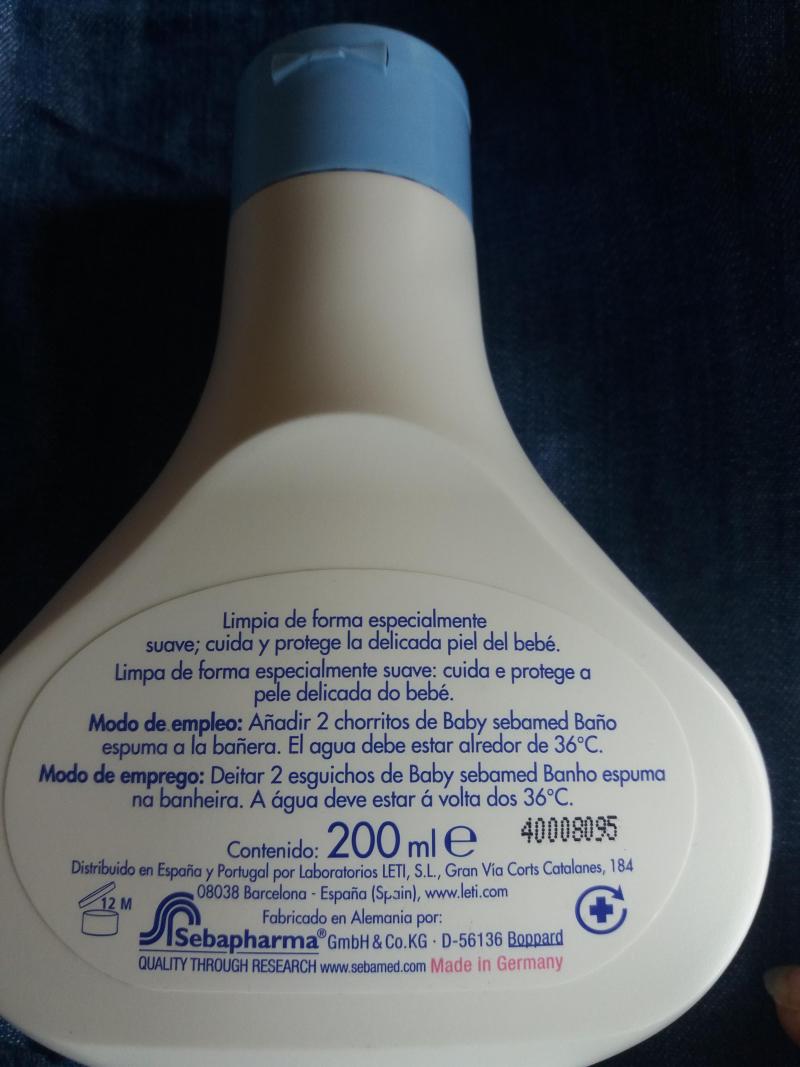 Limpia de forma especialmente
suave; cuida y protege la delicada piel del bebé.
Limpa de forma especialmente suave: cuida e protege a
pele delicada do bebé.
Modo de empleo: Añadir 2 chorritos de Baby sebamed Baño
espuma a la bañera. El agua debe estar alredor de 36°C.
Modo de emprego: Deitar 2 esguichos de Baby sebamed Banho espuma
na banheira. A água deve estar á volta dos 36°C.
Contenido: 200 ml e
40008095
Distribuido en España y Portugal por Laboratorios LETI, S.L., Gran Vía Corts Catalanes, 184
08038 Barcelona - España (Spain), www.leti.com
12 M
Fabricado en Alemania por:
Sebapharma® GmbH & Co.KG · D-56136 Boppard
QUALITY THROUGH RESEARCH www.sebamed.com Made in Germany